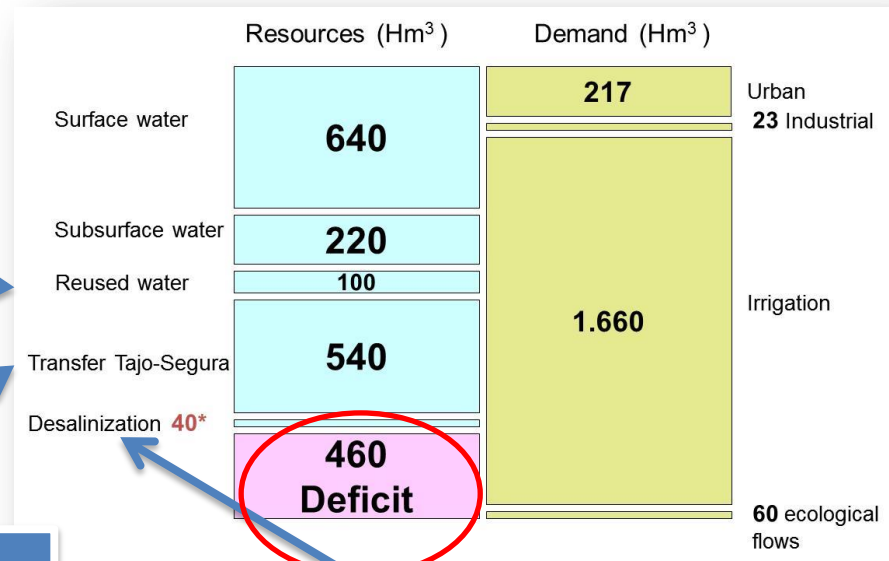 Resources (Hm³ )
Demand (Hm³ )
Surface water
640
217
Urban
23 Industrial
Subsurface water
220
Reused water
100
Transfer Tajo-Segura
540
1.660
Irrigation
Desalinization 40*
460
Deficit
60 ecological
flows